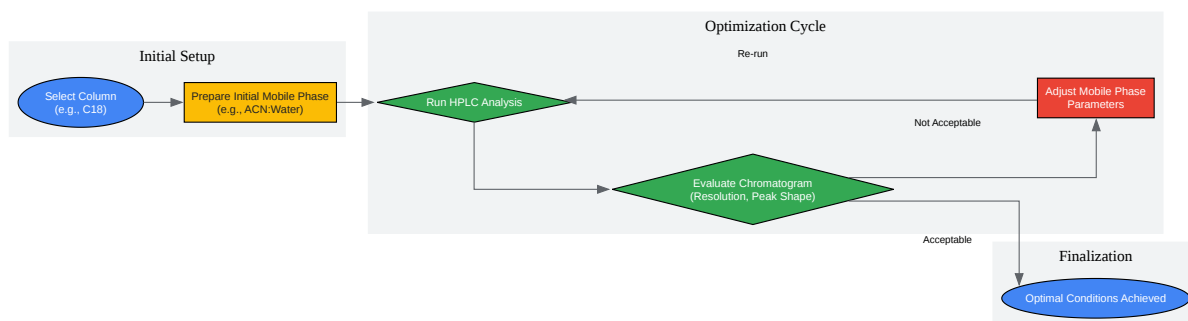 Initial Setup
Select Column
(e.g., C18)
Prepare Initial Mobile Phase
(e.g., ACN:Water)
Optimization Cycle
Re-run
Run HPLC Analysis
Adjust Mobile Phase
Parameters
Not Acceptable
Evaluate Chromatogram
(Resolution, Peak Shape)
Acceptable
Finalization
Optimal Conditions Achieved